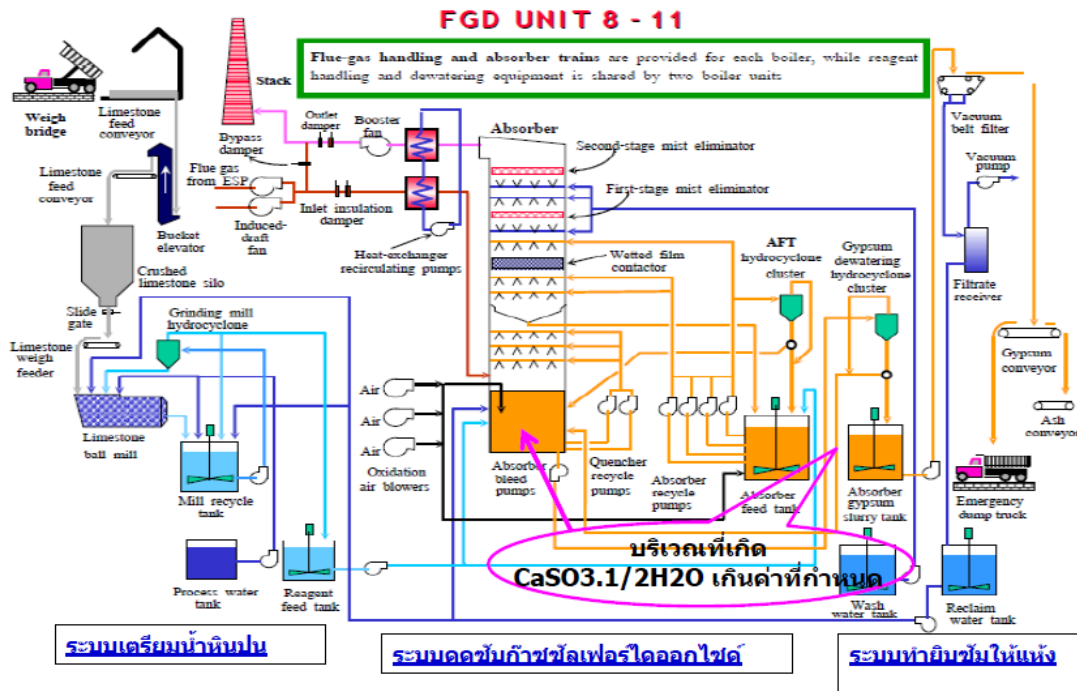 FGD UNIT 8 - 11
Flue-gas handling and absorber trains are provided for each boiler, while reagent
handling and dewatering equipment is shared by two boiler units
Weigh
bridge
Limestone
feed
conveyor
Stack
Bypass
damper
Outlet
damper
Booster
fan
Absorber
Second-stage mist eliminator
Vacuum
belt filter
Vacuum
pump
Limestone
feed
conveyor
Flue gas
from ESP
Inlet insulation
damper
First-stage mist eliminator
Bucket
elevator
Induced-
draft fan
Heat-exchanger
recirculating pumps
Wetted film
contactor
AFT
hydrocyclone
cluster
Gypsum
dewatering
hydrocyclone
cluster
Filtrate
receiver
Crushed
limestone silo
Slide
gate
Grinding mill
hydrocyclone
Limestone
weigh
feeder
Gypsum
conveyor
Air
Air
Air
Ash
conveyor
Limestone
ball mill
Oxidation
air blowers
Absorber
bleed
pumps
Quencher
recycle
pumps
Absorber
recycle
pumps
Absorber
feed tank
Absorber
gypsum
slurry tank
Emergency
dump truck
Mill recycle
tank
บริเวณที่เกิด
CaSO3.1/2H2O เกินค่าที่กำหนด
Process water
tank
Reagent
feed tank
Wash
water tank
Reclaim
water tank
ระบบเตรียมน้ำหินปูน
ระบบดูดซับก๊าซซัลเฟอร์ไดออกไซด์
ระบบทำยิบซัมให้แห้ง